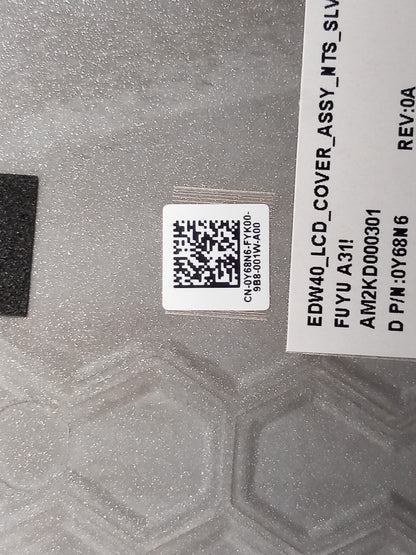 CN-0Y68N6-FYK00-
9B8-001W-A00
EDW40_LCD_COVER_ASSY_NTS_SLV
FUYU A31!
AM2KD000301
D P/N:0Y68N6 REV:0A